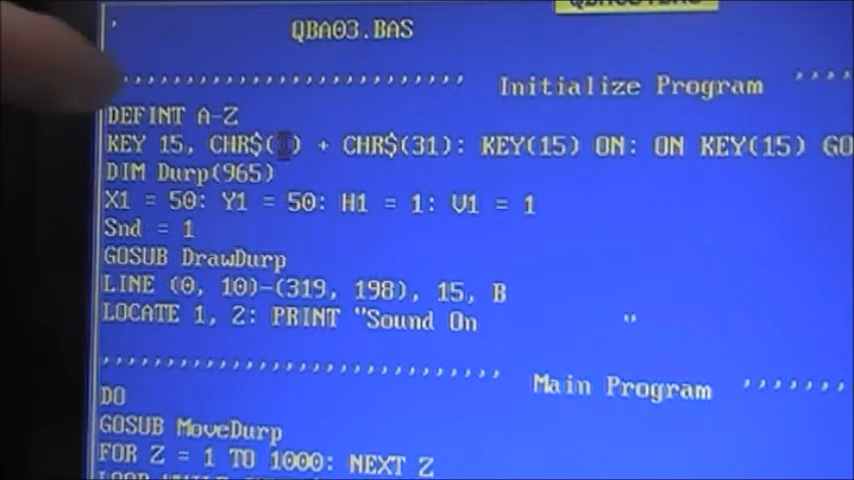 ' QBA03.BAS
''''''''''''''''''''''''''' Initialize Program ''''
DEFINT A-Z
KEY 15, CHR$( ) + CHR$(31): KEY(15) ON: ON KEY(15) GO
DIM Durp(965)
X1 = 50: Y1 = 50: H1 = 1: V1 = 1
Snd = 1
GOSUB DrawDurp
LINE (0, 10)-(319, 198), 15, B
LOCATE 1, 2: PRINT "Sound On "
''''''''''''''''''''''''''''''' Main Program ''''''
DO
GOSUB MoveDurp
FOR Z = 1 TO 1000: NEXT Z